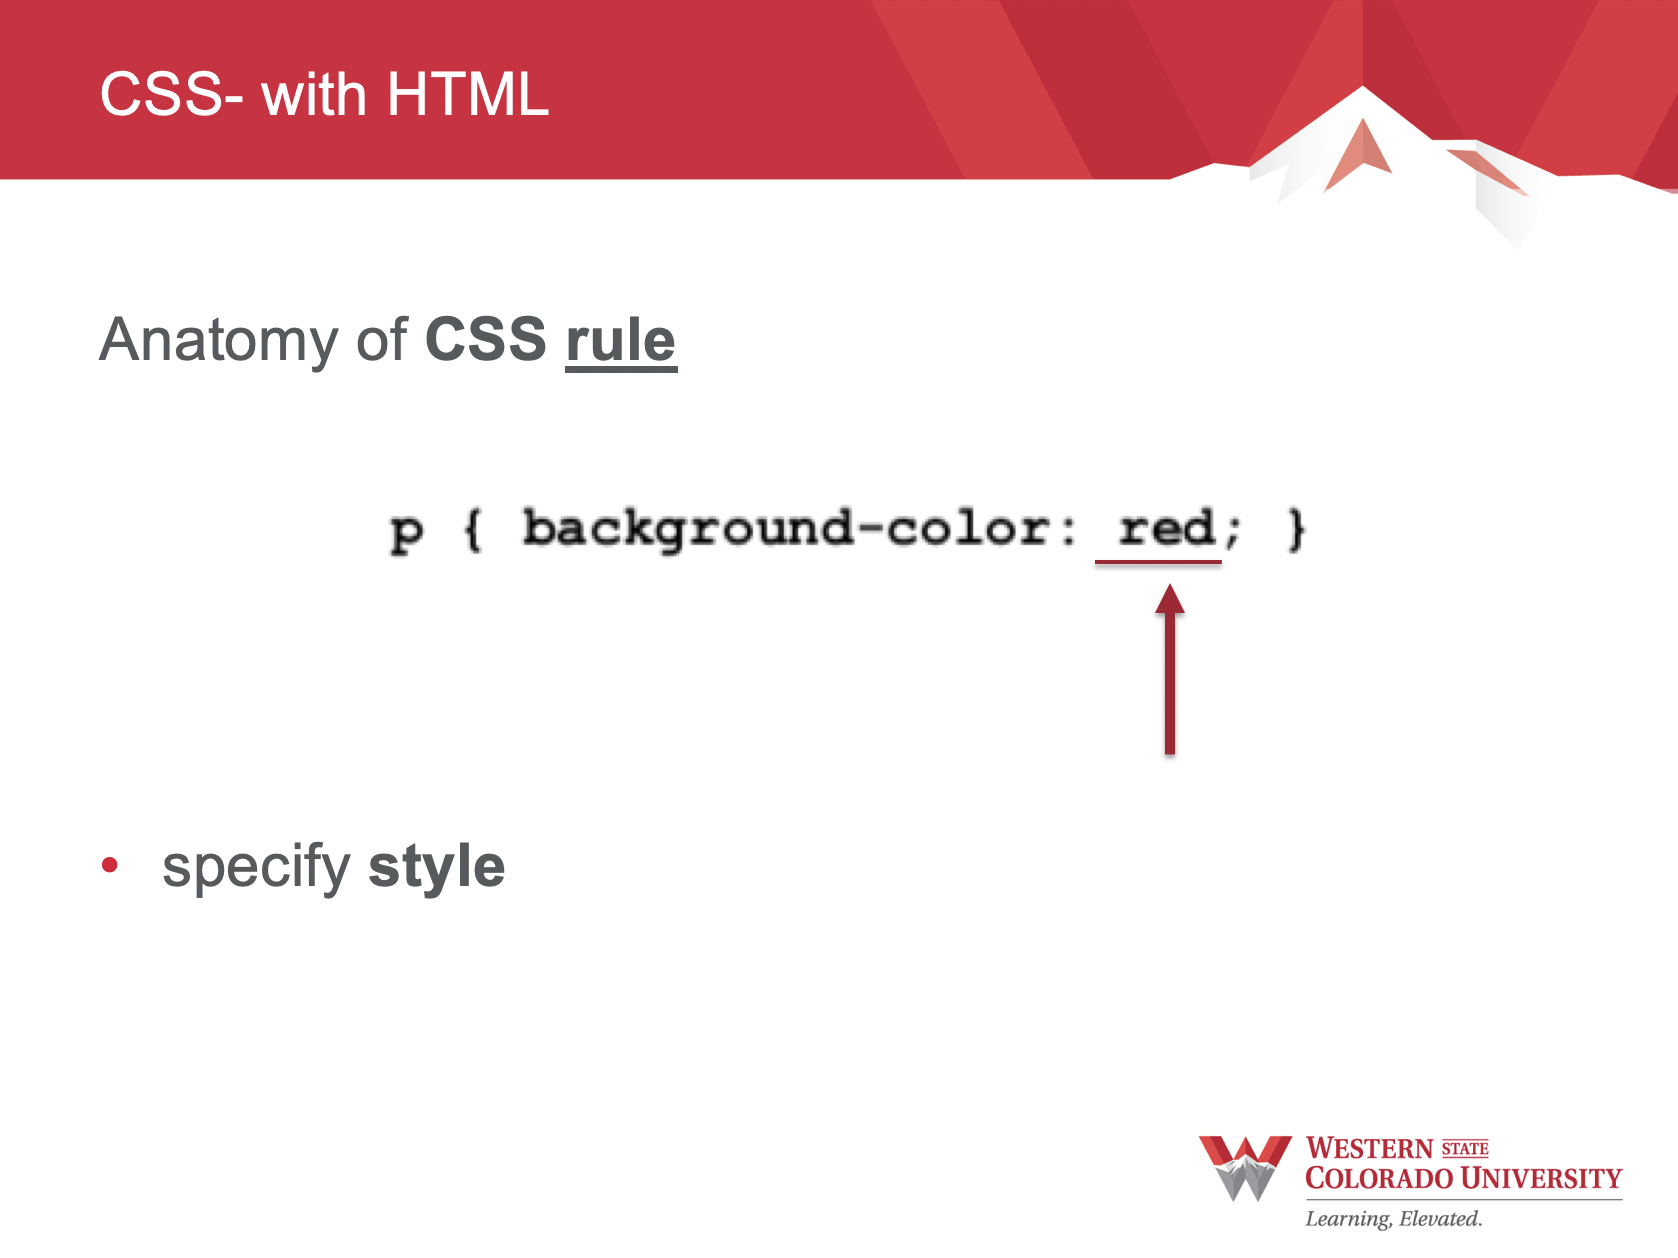 CSS- with HTML
Anatomy of CSS rule
p { background-color: red; }
• specify style
WESTERN STATE
COLORADO UNIVERSITY
Learning, Elevated.